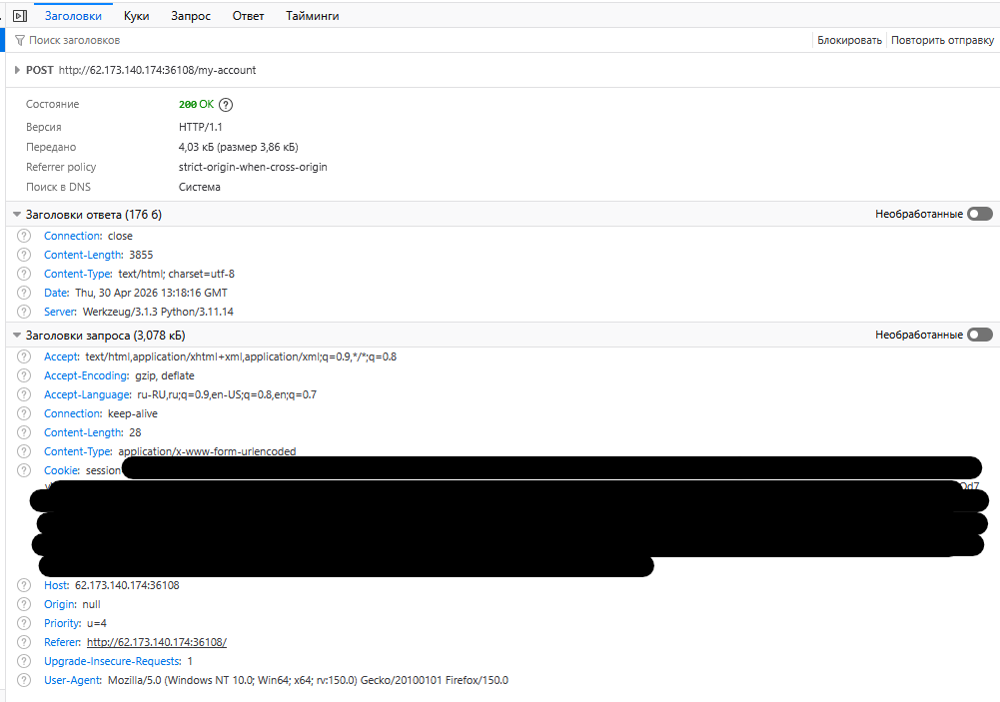 Заголовки Куки Запрос Ответ Тайминги
Поиск заголовков Блокировать Повторить отправку
POST http://62.173.140.174:36108/my-account
Состояние 200 OK ?
Версия HTTP/1.1
Передано 4,03 кБ (размер 3,86 кБ)
Referrer policy strict-origin-when-cross-origin
Поиск в DNS Система
Заголовки ответа (176 б) Необработанные
? Connection: close
? Content-Length: 3855
? Content-Type: text/html; charset=utf-8
? Date: Thu, 30 Apr 2026 13:18:16 GMT
? Server: Werkzeug/3.1.3 Python/3.11.14
Заголовки запроса (3,078 кБ) Необработанные
? Accept: text/html,application/xhtml+xml,application/xml;q=0.9,*/*;q=0.8
? Accept-Encoding: gzip, deflate
? Accept-Language: ru-RU,ru;q=0.9,en-US;q=0.8,en;q=0.7
? Connection: keep-alive
? Content-Length: 28
? Content-Type: application/x-www-form-urlencoded
? Cookie: session
? Host: 62.173.140.174:36108
? Origin: null
? Priority: u=4
? Referer: http://62.173.140.174:36108/
? Upgrade-Insecure-Requests: 1
? User-Agent: Mozilla/5.0 (Windows NT 10.0; Win64; x64; rv:150.0) Gecko/20100101 Firefox/150.0